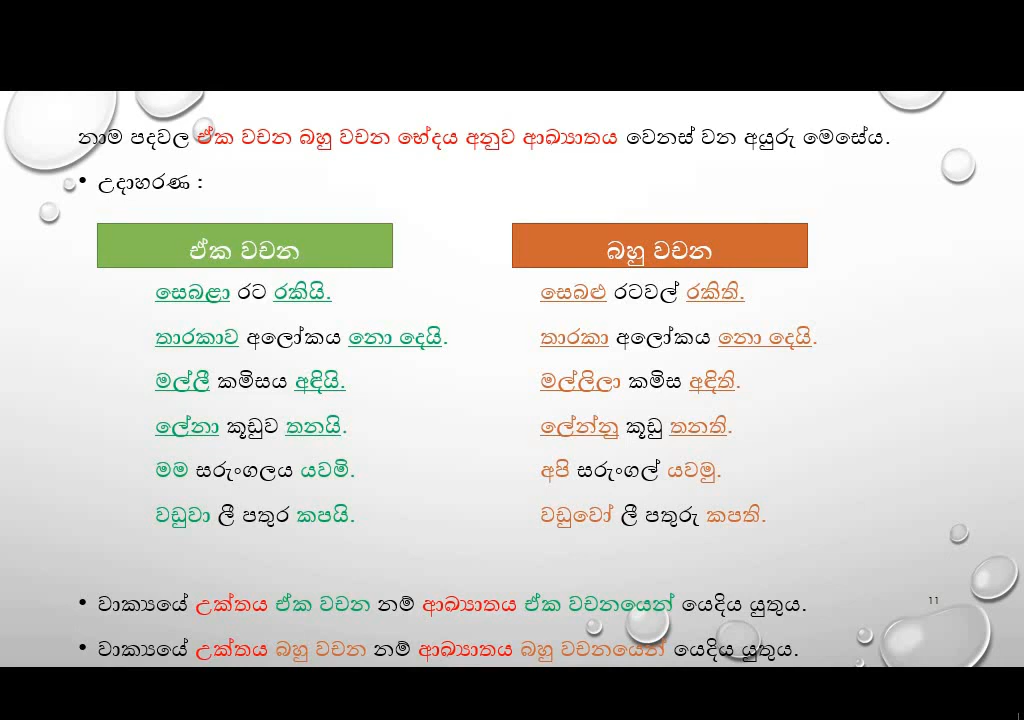 නාම පදවල ඒක වචන බහු වචන භේදය අනුව ආඛ්‍යාතය වෙනස් වන අයුරු මෙසේය.
• උදාහරණ :
ඒක වචන
බහු වචන
සෙබළා රට රකියි.
සෙබළු රටවල් රකිති.
තාරකාව අලෝකය නො දෙයි.
තාරකා අලෝකය නො දෙයි.
මල්ලී කමිසය අඳියි.
මල්ලිලා කමිස අඳිති.
ලේනා කූඩුව තනයි.
ලේන්නු කූඩු තනති.
මම සරුංගලය යවමි.
අපි සරුංගල් යවමු.
වඩුවා ලී පතුර කපයි.
වඩුවෝ ලී පතුරු කපති.
• වාක්‍යයේ උක්තය ඒක වචන නම් ආඛ්‍යාතය ඒක වචනයෙන් යෙදිය යුතුය.
11
• වාක්‍යයේ උක්තය බහු වචන නම් ආඛ්‍යාතය බහු වචනයෙන් යෙදිය යුතුය.